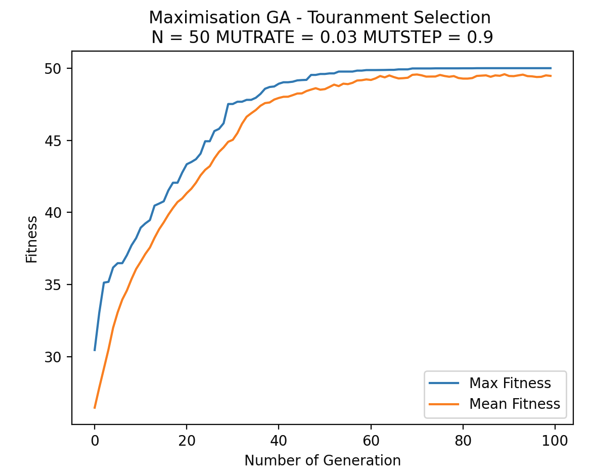 Maximisation GA - Touranment Selection
N = 50 MUTRATE = 0.03 MUTSTEP = 0.9
50
45
40
35
30
Fitness
Max Fitness
Mean Fitness
0 20 40 60 80 100
Number of Generation